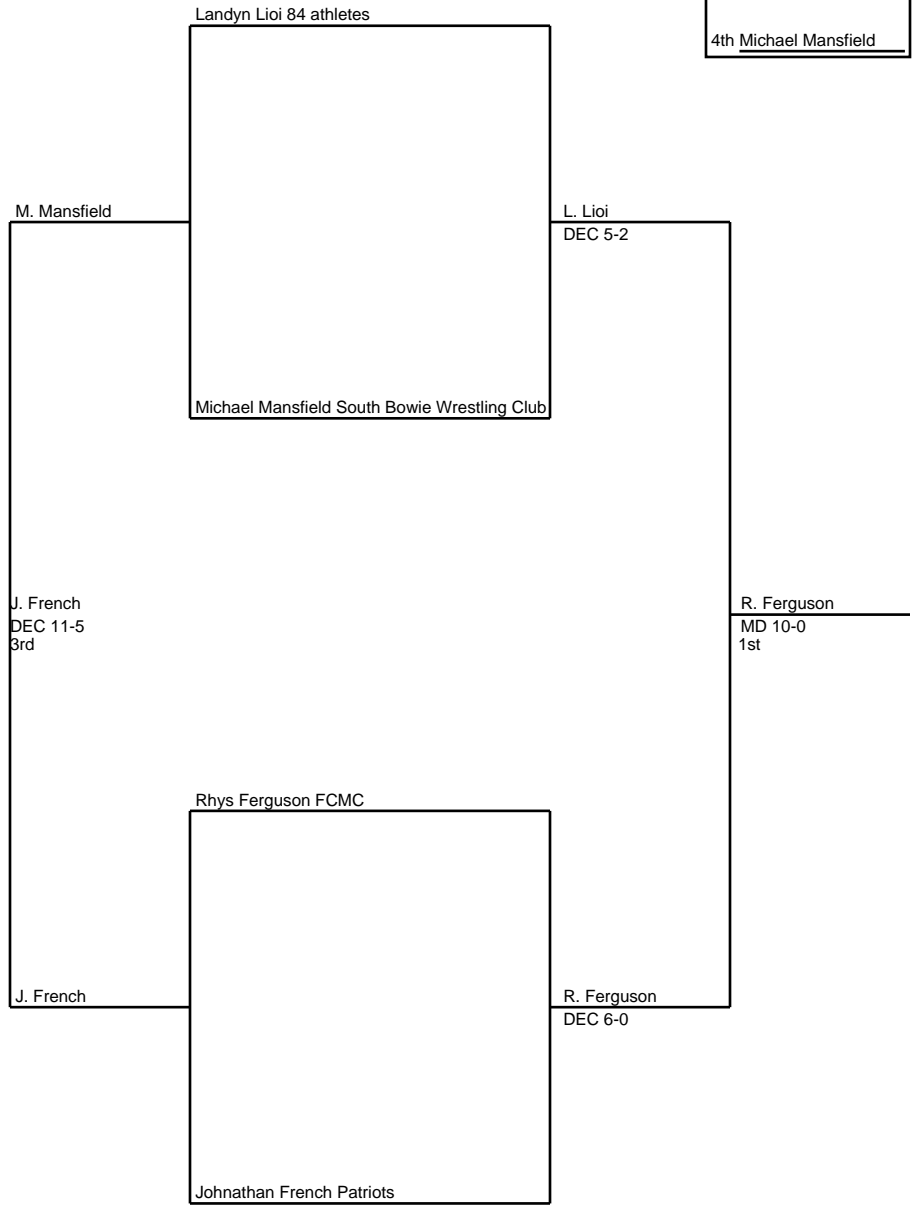 Landyn Lioi 84 athletes
4th Michael Mansfield
M. Mansfield
L. Lioi
DEC 5-2
Michael Mansfield South Bowie Wrestling Club
J. French
DEC 11-5
3rd
R. Ferguson
MD 10-0
1st
Rhys Ferguson FCMC
J. French
R. Ferguson
DEC 6-0
Johnathan French Patriots